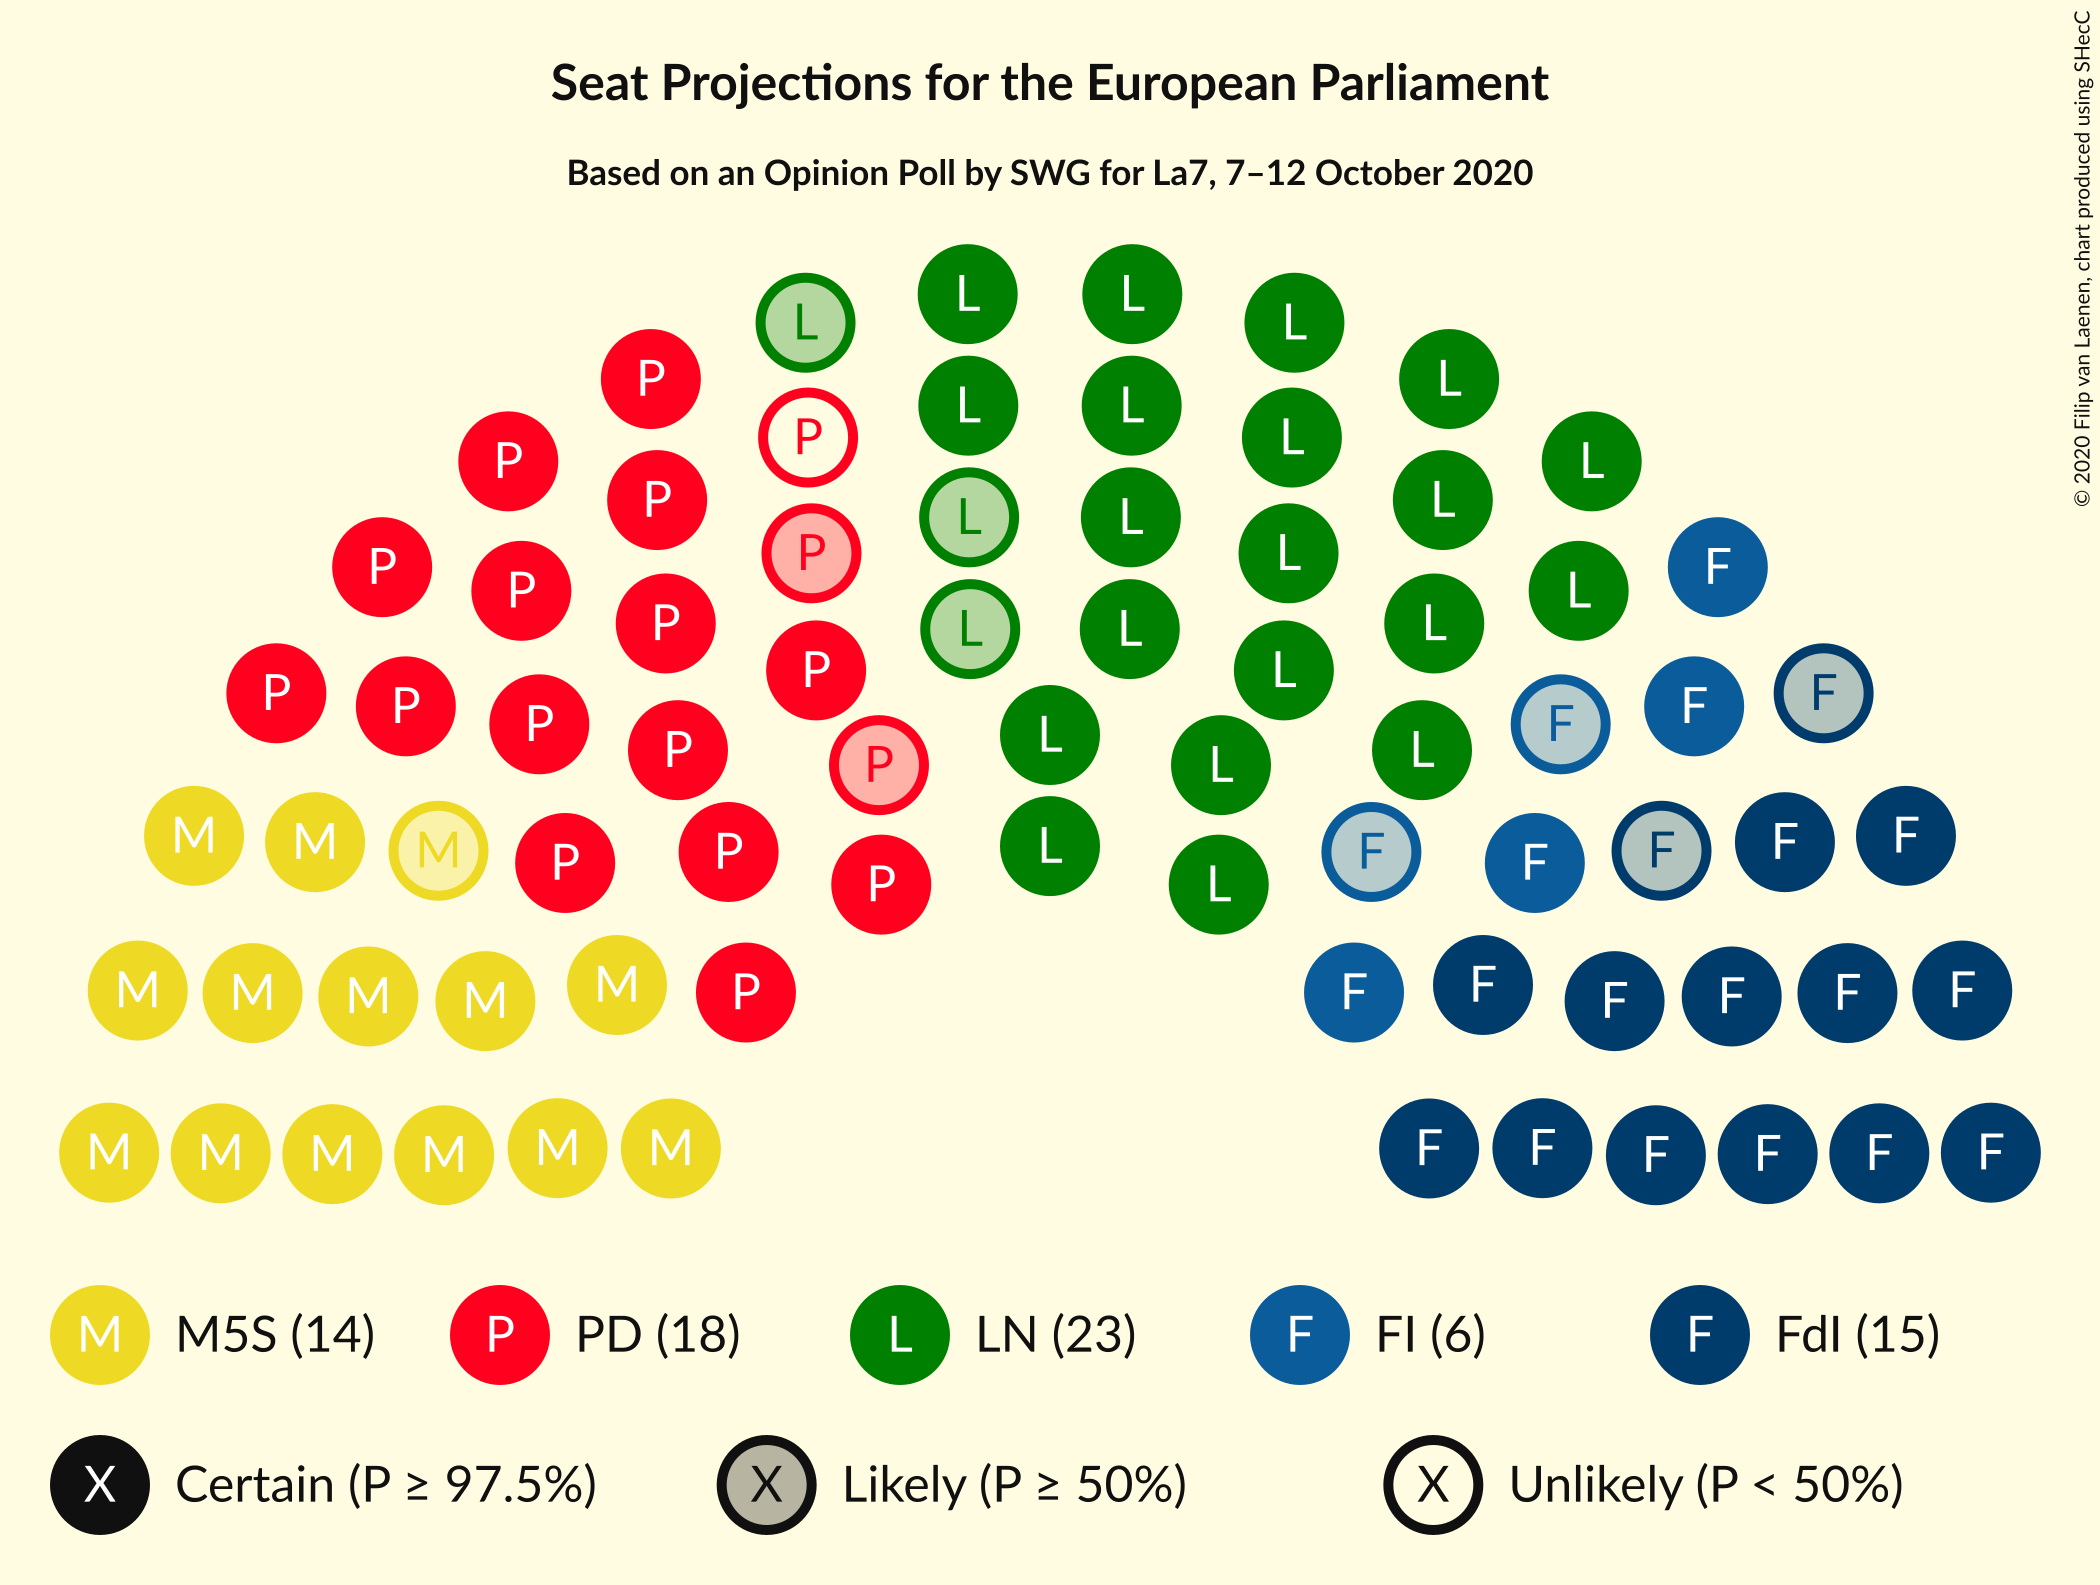 Seat Projections for the European Parliament
Based on an Opinion Poll by SWG for La7, 7–12 October 2020
© 2020 Filip van Laenen, chart produced using SHecC
L L L L
P L P
P P L L L L
P L L
P P L L F
P P L L
P L L L
P P P F F F
P L L
P P L L
M M M P P P L L F F F F F
M M M M M P F F F F F F
M M M M M M F F F F F F
M M5S (14) P PD (18) L LN (23) F FI (6) F FdI (15)
X Certain (P ≥ 97.5%) X Likely (P ≥ 50%) X Unlikely (P < 50%)